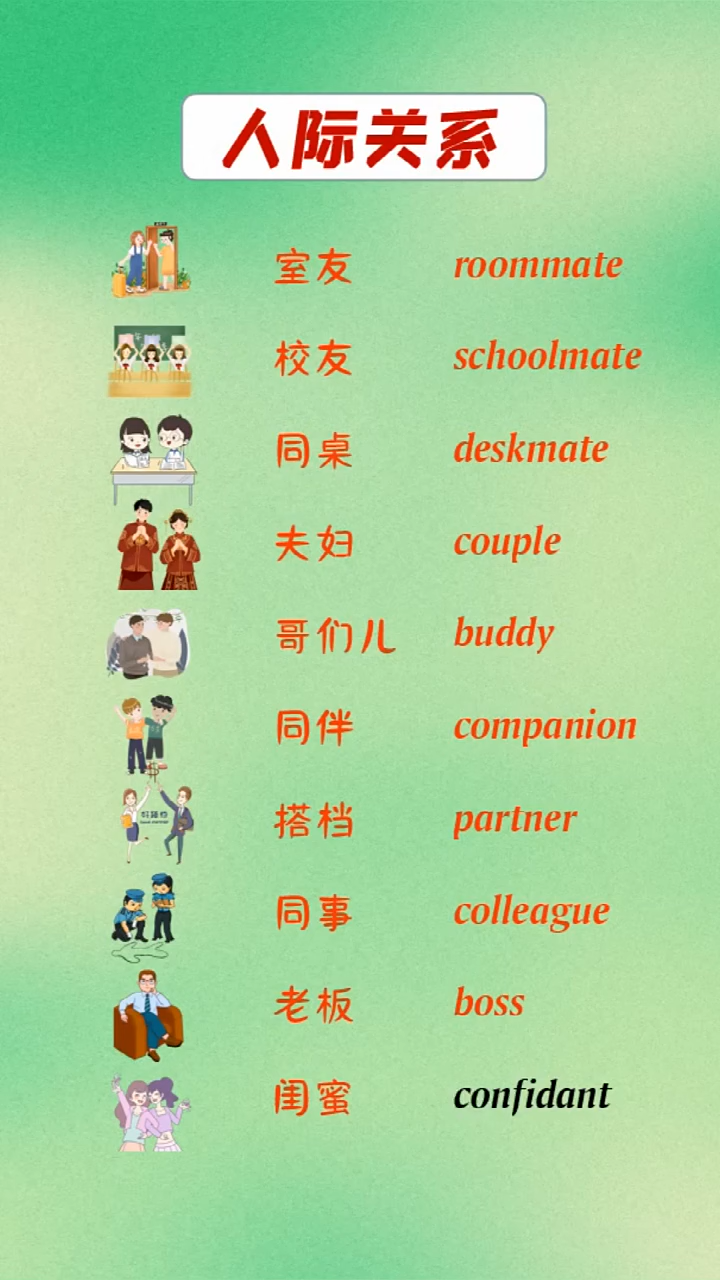 人际关系
室友 roommate
校友 schoolmate
同桌 deskmate
夫妇 couple
哥们儿 buddy
同伴 companion
搭档 partner
同事 colleague
老板 boss
闺蜜 confidant